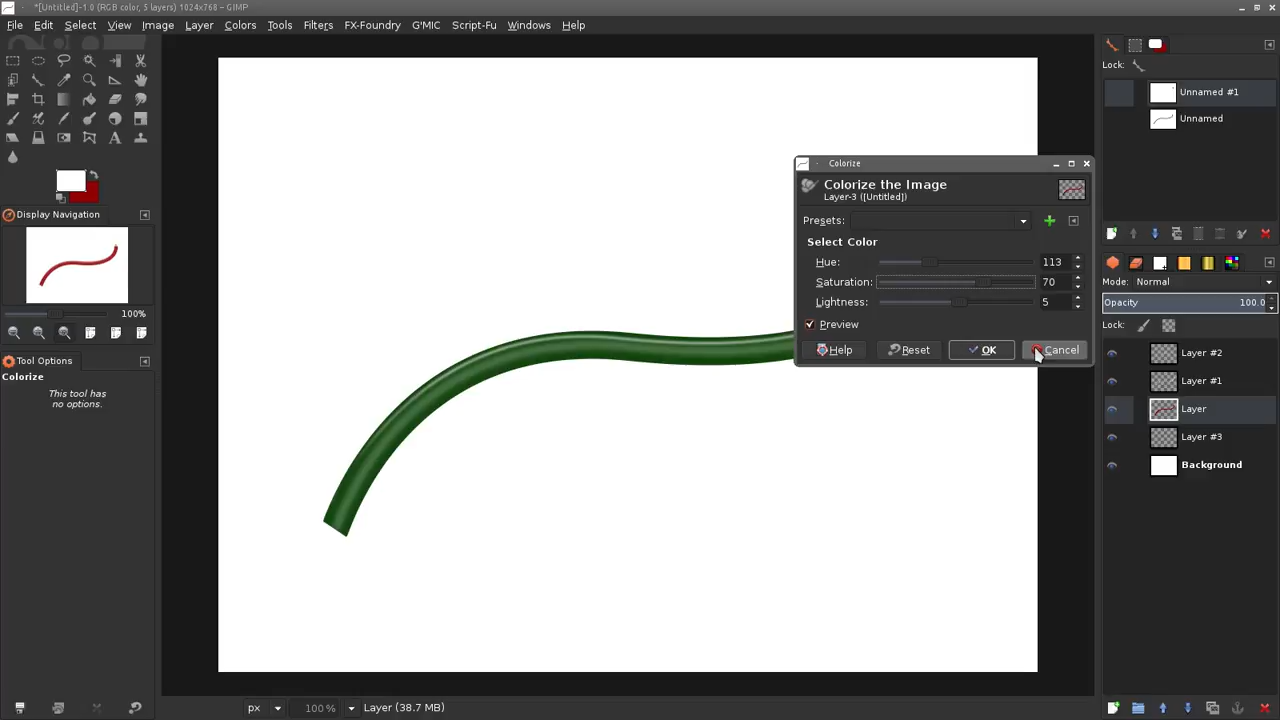 *[Untitled]-1.0 (RGB color, 5 layers) 1024x768 – GIMP
File Edit Select View Image Layer Colors Tools Filters FX-Foundry G'MIC Script-Fu Windows Help
Display Navigation
100%
Tool Options
Colorize
This tool has
no options.
px 100 % Layer (38.7 MB)
Colorize
Colorize the Image
Layer-3 ([Untitled])
Presets:
Select Color
Hue: 113
Saturation: 70
Lightness: 5
Preview
Help Reset OK Cancel
Lock:
Unnamed #1
Unnamed
Mode: Normal
Opacity 100.0
Lock:
Layer #2
Layer #1
Layer
Layer #3
Background